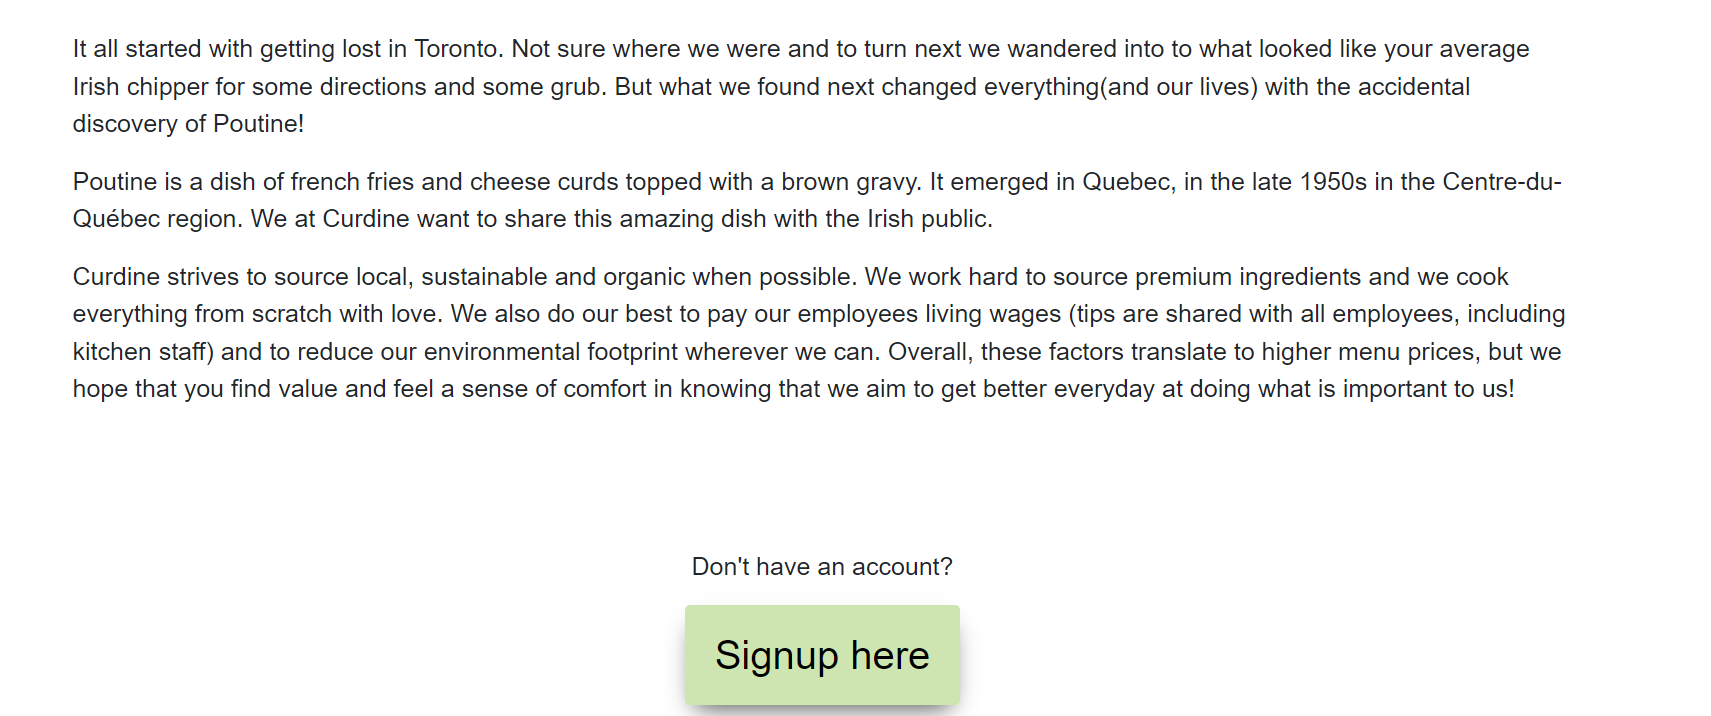 It all started with getting lost in Toronto. Not sure where we were and to turn next we wandered into to what looked like your average
Irish chipper for some directions and some grub. But what we found next changed everything(and our lives) with the accidental
discovery of Poutine!
Poutine is a dish of french fries and cheese curds topped with a brown gravy. It emerged in Quebec, in the late 1950s in the Centre-du-
Québec region. We at Curdine want to share this amazing dish with the Irish public.
Curdine strives to source local, sustainable and organic when possible. We work hard to source premium ingredients and we cook
everything from scratch with love. We also do our best to pay our employees living wages (tips are shared with all employees, including
kitchen staff) and to reduce our environmental footprint wherever we can. Overall, these factors translate to higher menu prices, but we
hope that you find value and feel a sense of comfort in knowing that we aim to get better everyday at doing what is important to us!
Don't have an account?
Signup here